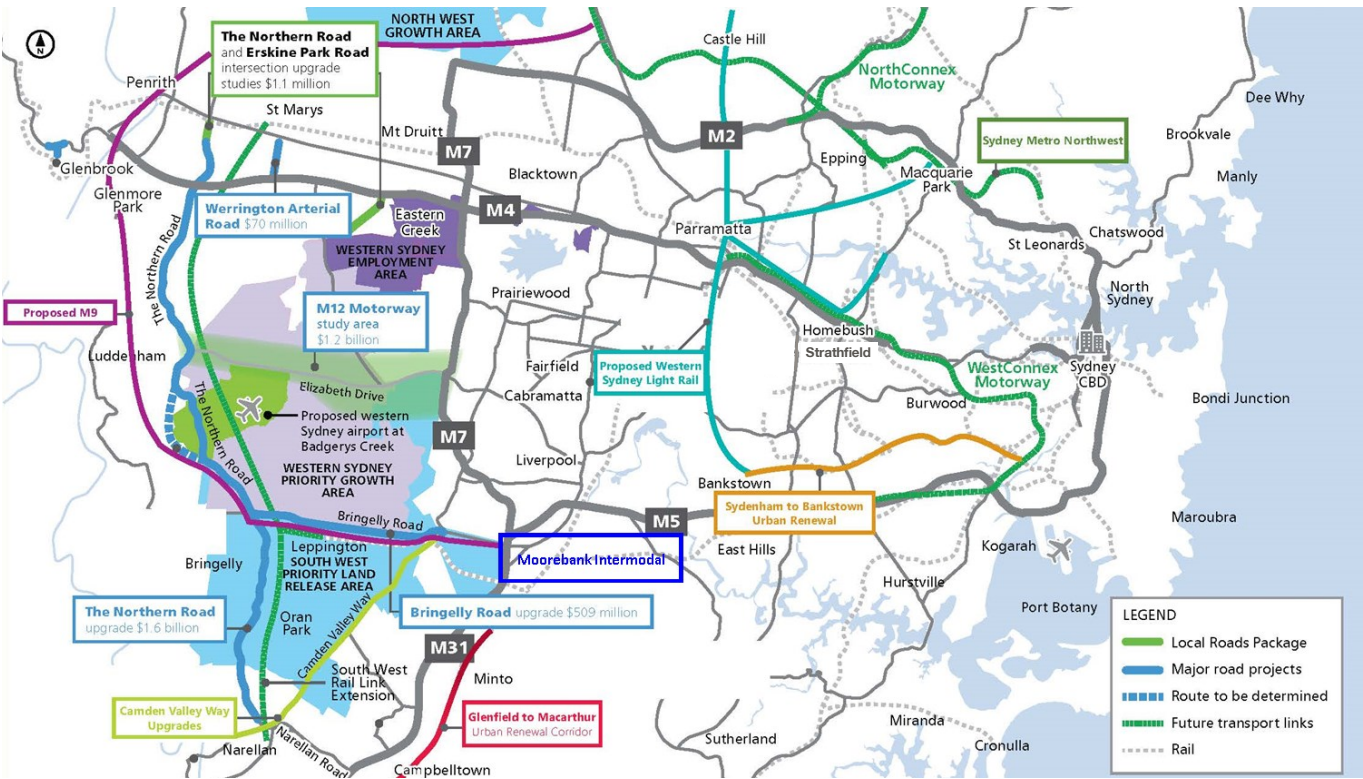 N
NORTH WEST
GROWTH AREA
The Northern Road
and Erskine Park Road
intersection upgrade
studies $1.1 million
Castle Hill
NorthConnex
Motorway
Penrith
St Marys
Mt Druitt
M7
M2
Dee Why
Brookvale
Sydney Metro Northwest
Glenbrook
Glenmore
Park
Blacktown
Epping
Macquarie
Park
Manly
Werrington Arterial
Road $70 million
Eastern
Creek
M4
Parramatta
St Leonards
Chatswood
The Northern Road
WESTERN SYDNEY
EMPLOYMENT
AREA
North
Sydney
Proposed M9
M12 Motorway
study area
$1.2 billion
Prairiewood
Homebush
Strathfield
Luddenham
Fairfield
Proposed Western
Sydney Light Rail
WestConnex
Motorway
Sydney
CBD
Elizabeth Drive
Cabramatta
Burwood
Bondi Junction
The Northern Road
Proposed western
Sydney airport at
Badgerys Creek
M7
WESTERN SYDNEY
PRIORITY GROWTH
AREA
Liverpool
Bankstown
Sydenham to Bankstown
Urban Renewal
Bringelly Road
M5
Maroubra
Leppington
SOUTH WEST
PRIORITY LAND
RELEASE AREA
Bringelly
Moorebank Intermodal
East Hills
Kogarah
Hurstville
The Northern Road
upgrade $1.6 billion
Oran
Park
Camden Valley Way
Bringelly Road upgrade $509 million
Port Botany
M31
South West
Rail Link
Extension
Minto
Camden Valley Way
Upgrades
Glenfield to Macarthur
Urban Renewal Corridor
Narellan
Narellan Road
Campbelltown
Sutherland
Miranda
Cronulla
LEGEND
Local Roads Package
Major road projects
Route to be determined
Future transport links
Rail